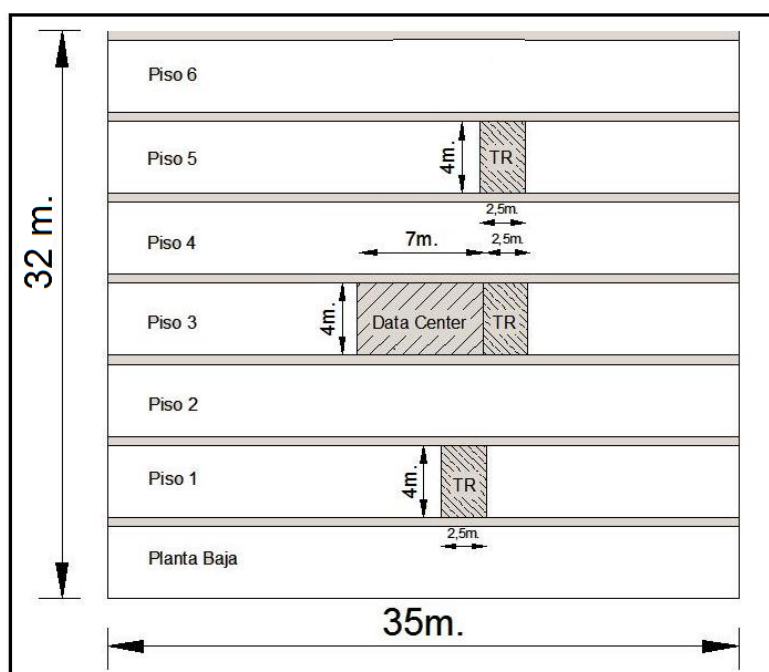 Piso 6
Piso 5
4m.
TR
2,5m.
Piso 4
7m.
2,5m.
32 m.
Piso 3
4m.
Data Center
TR
Piso 2
Piso 1
4m.
TR
2,5m.
Planta Baja
35m.